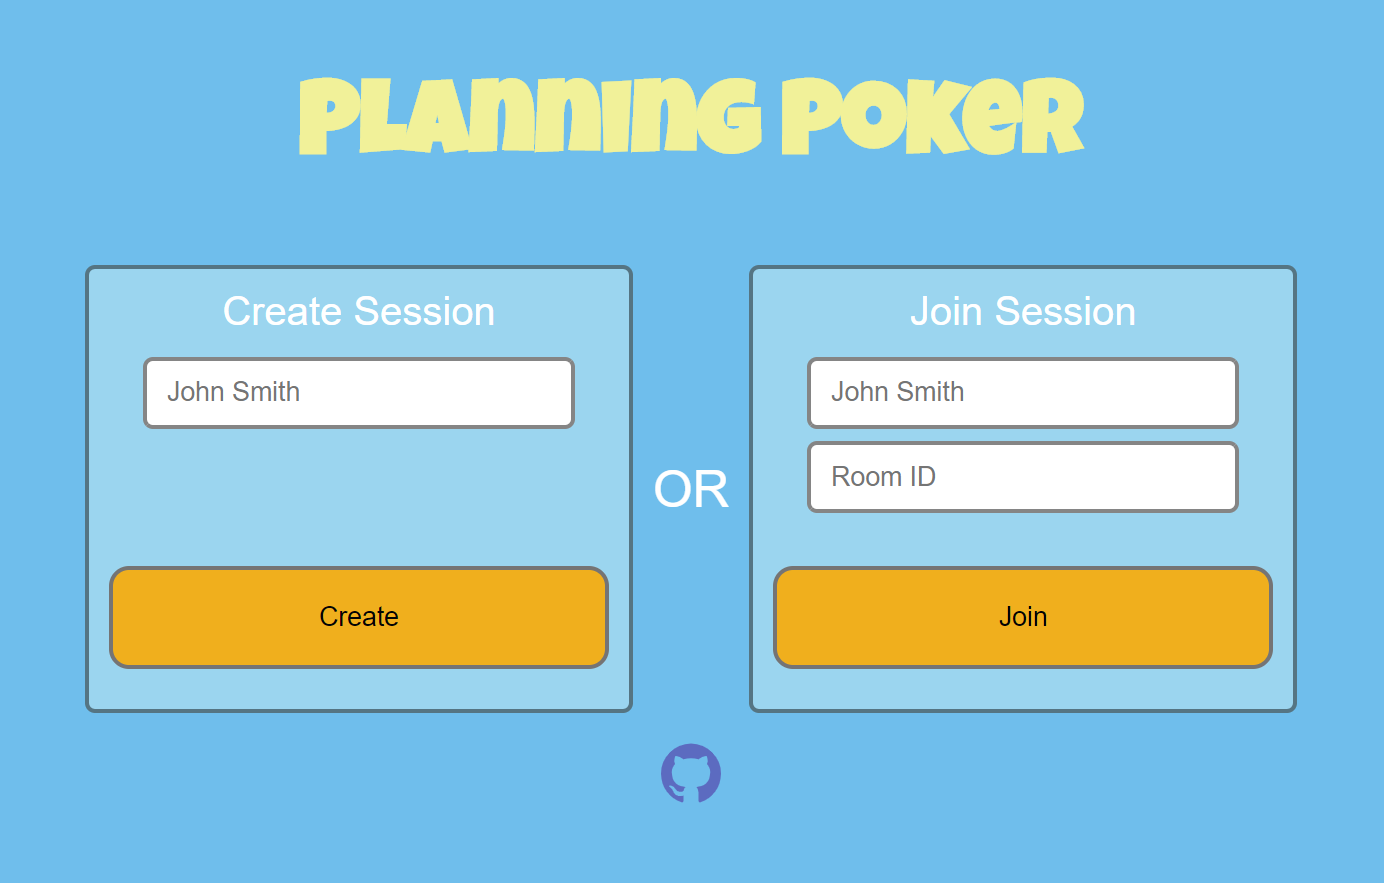 PLANNING POKER
Create Session
John Smith
Create
OR
Join Session
John Smith
Room ID
Join